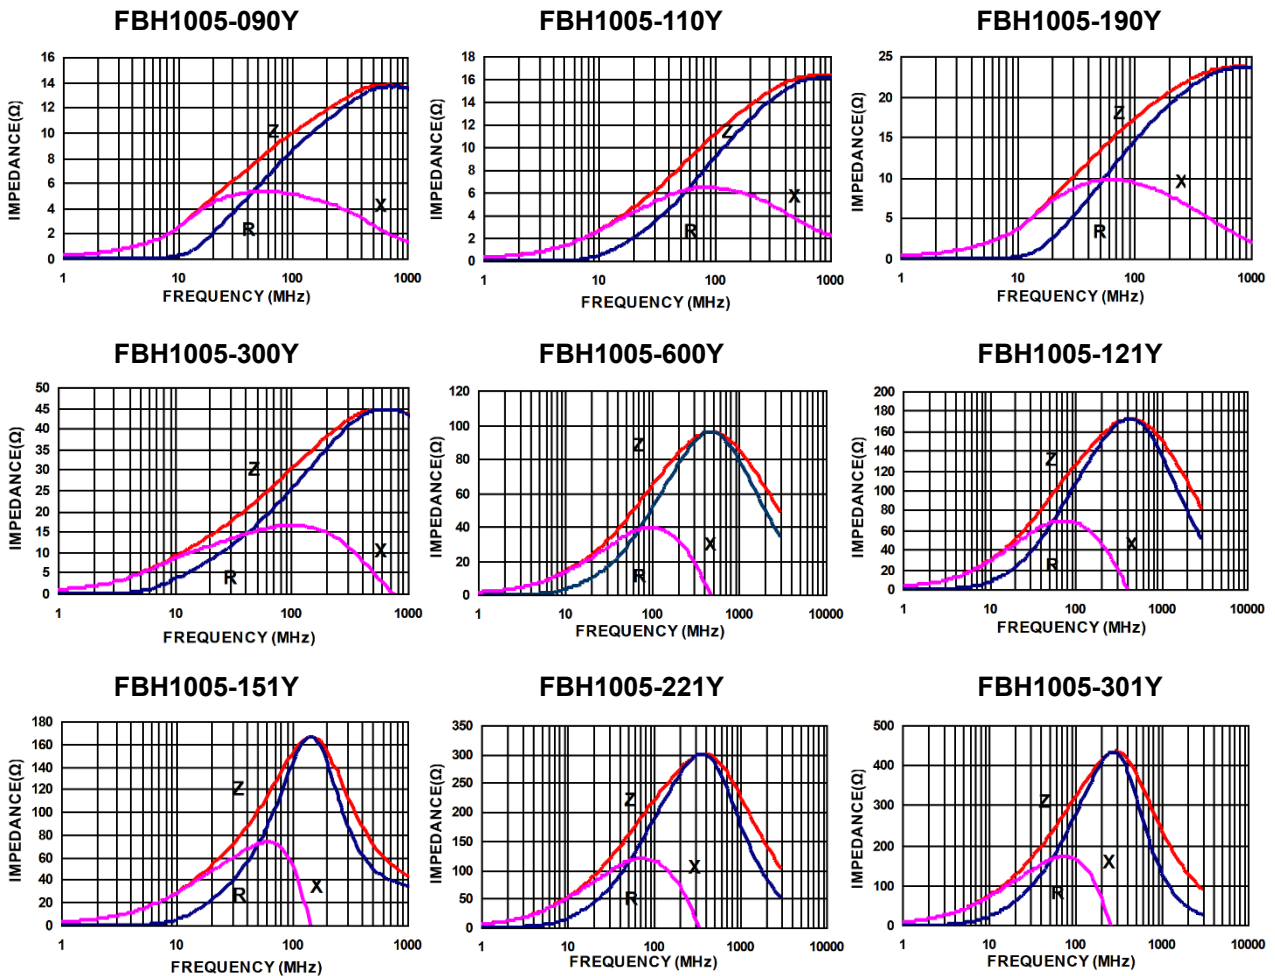 FBH1005-090Y
FBH1005-110Y
FBH1005-190Y
IMPEDANCE(Ω)
16
14
12
10
8
6
4
2
0
Z
X
R
1
10
100
1000
FREQUENCY (MHz)
IMPEDANCE(Ω)
18
16
14
12
10
8
6
4
2
0
Z
X
R
1
10
100
1000
FREQUENCY (MHz)
IMPEDANCE(Ω)
25
20
15
10
5
0
Z
X
R
1
10
100
1000
FREQUENCY (MHz)
FBH1005-300Y
FBH1005-600Y
FBH1005-121Y
IMPEDANCE(Ω)
50
45
40
35
30
25
20
15
10
5
0
Z
X
R
1
10
100
1000
FREQUENCY (MHz)
IMPEDANCE(Ω)
120
100
80
60
40
20
0
Z
X
R
1
10
100
1000
10000
FREQUENCY (MHz)
IMPEDANCE(Ω)
200
180
160
140
120
100
80
60
40
20
0
Z
X
R
1
10
100
1000
10000
FREQUENCY (MHz)
FBH1005-151Y
FBH1005-221Y
FBH1005-301Y
IMPEDANCE(Ω)
180
160
140
120
100
80
60
40
20
0
Z
X
R
1
10
100
1000
FREQUENCY (MHz)
IMPEDANCE(Ω)
350
300
250
200
150
100
50
0
Z
X
R
1
10
100
1000
10000
FREQUENCY (MHz)
IMPEDANCE(Ω)
500
400
300
200
100
0
Z
X
R
1
10
100
1000
10000
FREQUENCY (MHz)